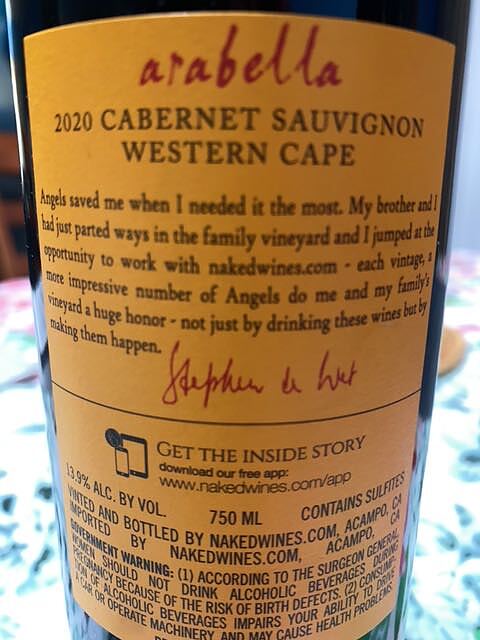 arabella
2020 CABERNET SAUVIGNON
WESTERN CAPE
Angels saved me when I needed it the most. My brother and I
had just parted ways in the family vineyard and I jumped at the
opportunity to work with nakedwines.com - each vintage, a
more impressive number of Angels do me and my family's
vineyard a huge honor - not just by drinking these wines but by
making them happen.
Stephen de Wet
GET THE INSIDE STORY
download our free app:
www.nakedwines.com/app
13.9% ALC. BY VOL. 750 ML CONTAINS SULFITES
VINTED AND BOTTLED BY NAKEDWINES.COM, ACAMPO, CA
IMPORTED BY NAKEDWINES.COM, ACAMPO, CA
GOVERNMENT WARNING: (1) ACCORDING TO THE SURGEON GENERAL,
WOMEN SHOULD NOT DRINK ALCOHOLIC BEVERAGES DURING
PREGNANCY BECAUSE OF THE RISK OF BIRTH DEFECTS. (2) CONSUMP
TION OF ALCOHOLIC BEVERAGES IMPAIRS YOUR ABILITY TO DRIVE
A CAR OR OPERATE MACHINERY, AND MAY CAUSE HEALTH PROBLEMS